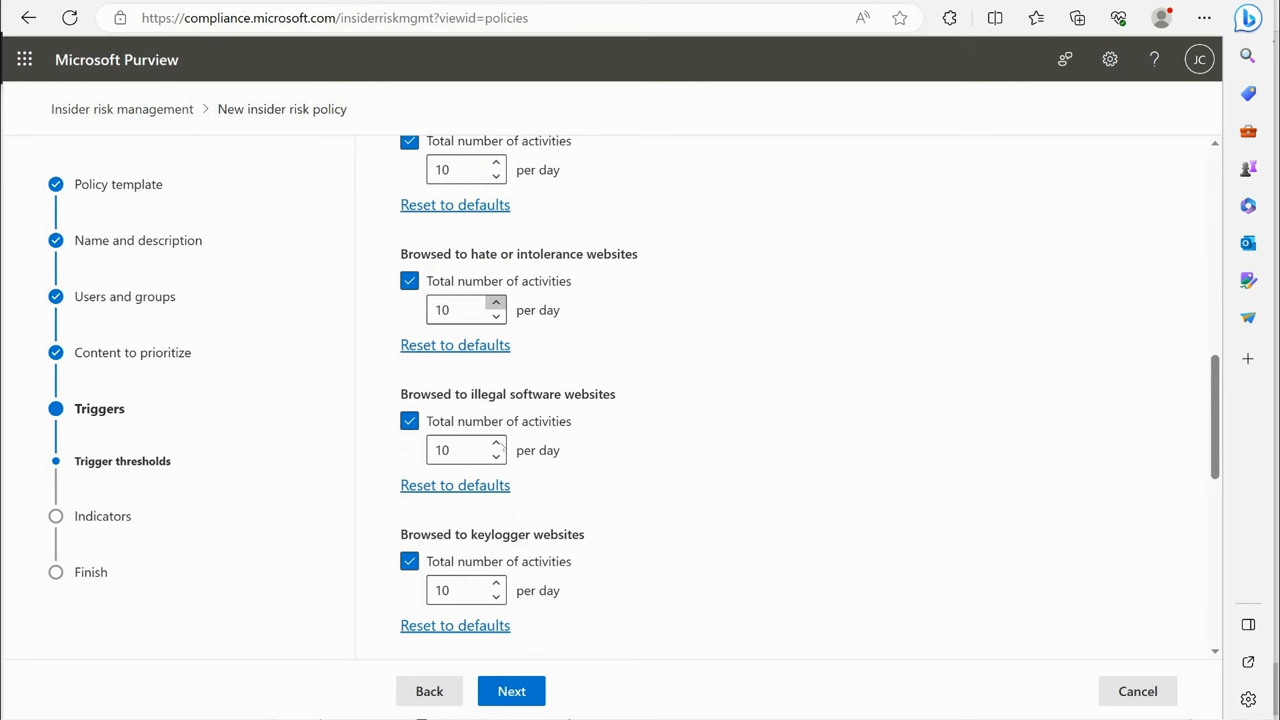 https://compliance.microsoft.com/insiderriskmgmt?viewid=policies
Microsoft Purview
JC
Insider risk management > New insider risk policy
Policy template
Name and description
Users and groups
Content to prioritize
Triggers
Trigger thresholds
Indicators
Finish
Total number of activities
10 per day
Reset to defaults
Browsed to hate or intolerance websites
Total number of activities
10 per day
Reset to defaults
Browsed to illegal software websites
Total number of activities
10 per day
Reset to defaults
Browsed to keylogger websites
Total number of activities
10 per day
Reset to defaults
Back Next Cancel